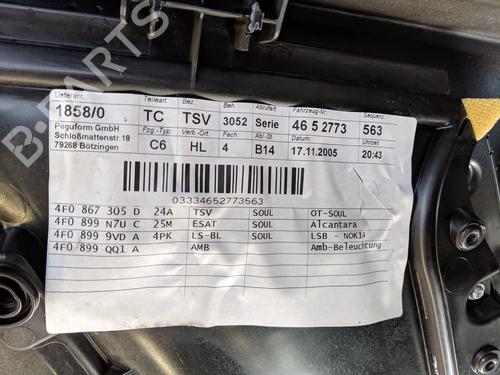 Lieferant:
Teileart
Bez
Beh.
Abrufart
Fahrzeug-Nr.
Sequenz
1858/0 TC TSV 3052 Serie 46 5 2773 563
Peguform GmbH
Schloßmattenstr.18
79268 Bötzingen
Fzg.-Typ:
Verb.-Ort:
Fach
Abl-St.
Datum:
Uhrzeit
C6 HL 4 B14 17.11.2005 20:43
03334652773563
4F0 867 305 D 24A TSV SOUL OT-SOUL
4F0 899 N7U C 25M ESAT SOUL Alcantara
4F0 899 9VD A 4PK LS-BL SOUL LSB - NOKIA
4F0 899 QQ1 A AMB Amb-Beleuchtung